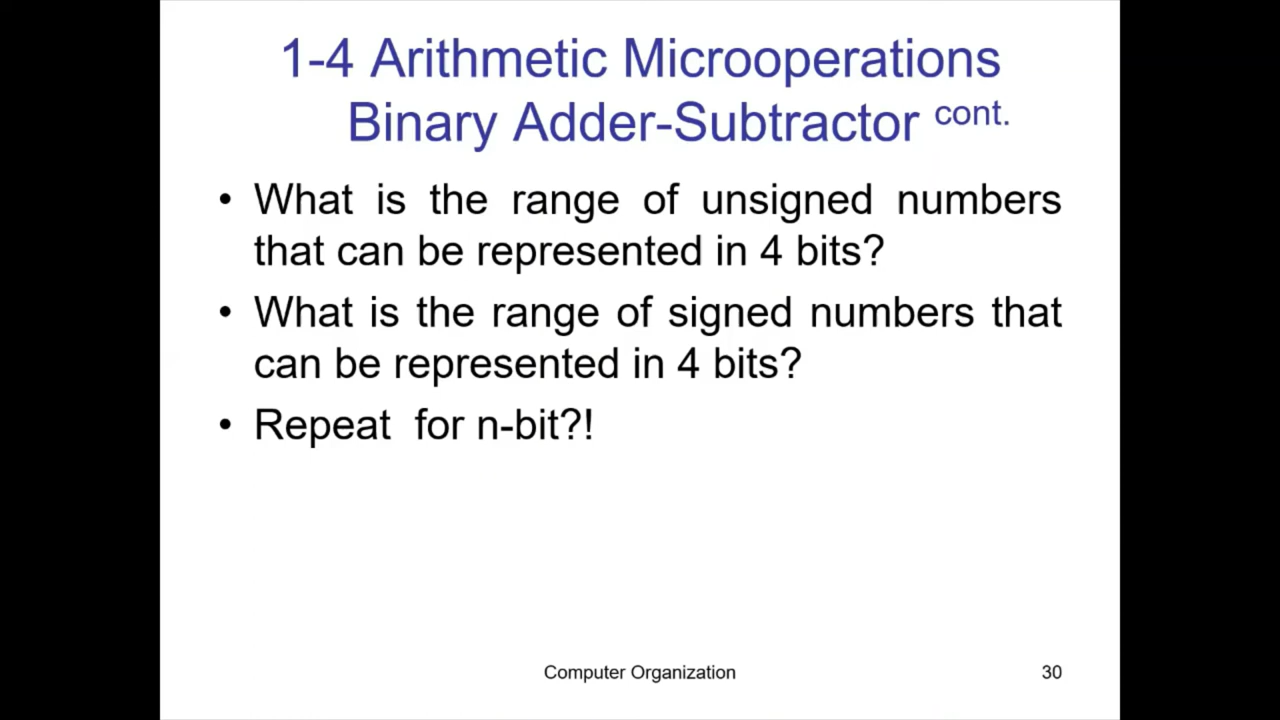 1-4 Arithmetic Microoperations
Binary Adder-Subtractor cont.
• What is the range of unsigned numbers
that can be represented in 4 bits?
• What is the range of signed numbers that
can be represented in 4 bits?
• Repeat for n-bit?!
Computer Organization
30